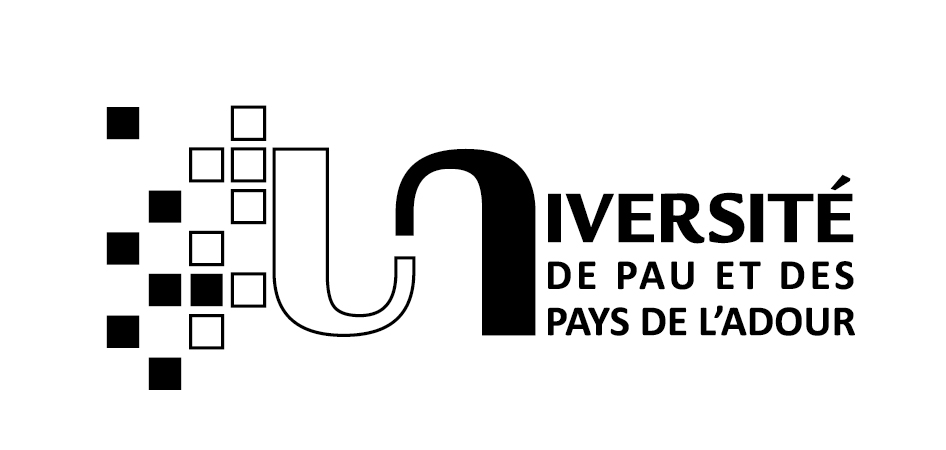 UNIVERSITÉ
DE PAU ET DES
PAYS DE L'ADOUR